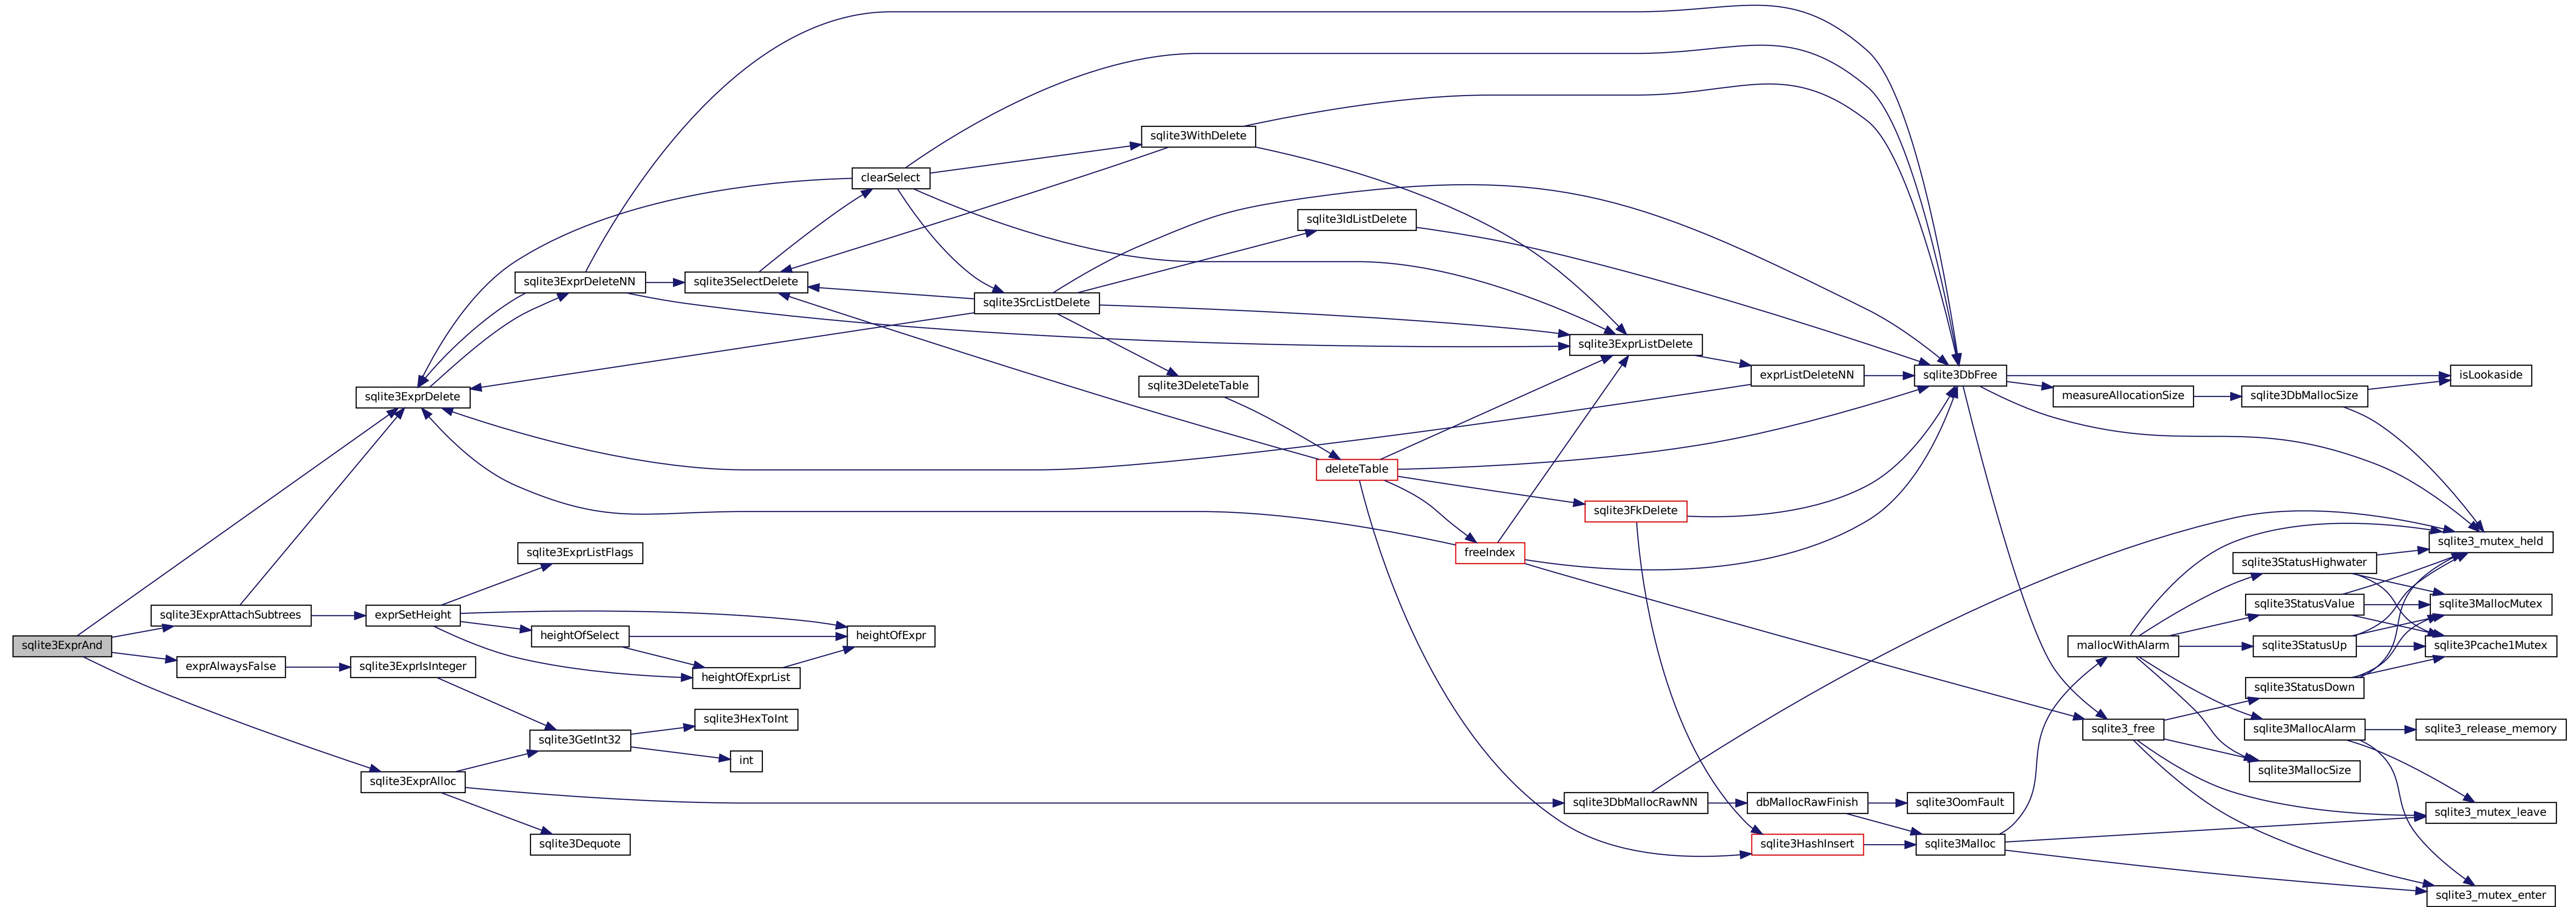 sqlite3ExprAnd
sqlite3ExprDelete
sqlite3ExprAttachSubtrees
exprAlwaysFalse
sqlite3ExprAlloc
sqlite3ExprDeleteNN
sqlite3SelectDelete
clearSelect
sqlite3WithDelete
sqlite3SrcListDelete
sqlite3IdListDelete
sqlite3DeleteTable
deleteTable
freeIndex
sqlite3FkDelete
sqlite3ExprListDelete
exprListDeleteNN
sqlite3DbFree
measureAllocationSize
sqlite3DbMallocSize
isLookaside
exprSetHeight
sqlite3ExprListFlags
heightOfSelect
heightOfExprList
heightOfExpr
sqlite3ExprIsInteger
sqlite3GetInt32
sqlite3HexToInt
int
sqlite3Dequote
sqlite3DbMallocRawNN
dbMallocRawFinish
sqlite3OomFault
sqlite3HashInsert
sqlite3Malloc
mallocWithAlarm
sqlite3_free
sqlite3StatusHighwater
sqlite3StatusValue
sqlite3StatusUp
sqlite3StatusDown
sqlite3MallocAlarm
sqlite3MallocSize
sqlite3_mutex_held
sqlite3MallocMutex
sqlite3Pcache1Mutex
sqlite3_release_memory
sqlite3_mutex_leave
sqlite3_mutex_enter